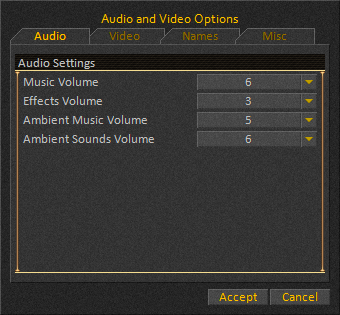 Audio and Video Options
Audio Video Names Misc
Audio Settings
Music Volume 6
Effects Volume 3
Ambient Music Volume 5
Ambient Sounds Volume 6
Accept Cancel